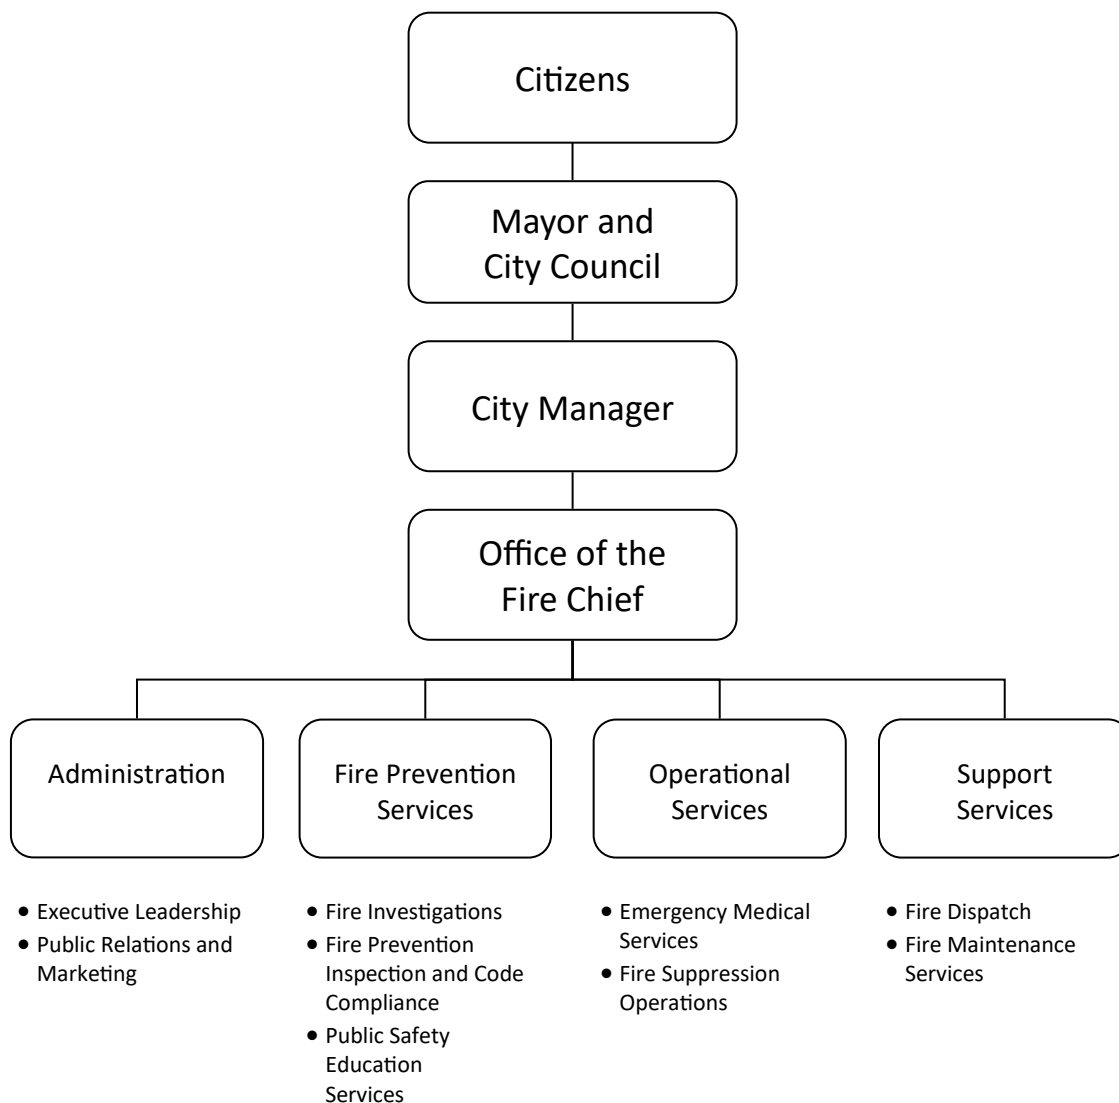 Citizens
Mayor and
City Council
City Manager
Office of the
Fire Chief
Administration
Fire Prevention
Services
Operational
Services
Support
Services
• Executive Leadership
• Public Relations and
Marketing
• Fire Investigations
• Fire Prevention
Inspection and Code
Compliance
• Public Safety
Education
Services
• Emergency Medical
Services
• Fire Suppression
Operations
• Fire Dispatch
• Fire Maintenance
Services